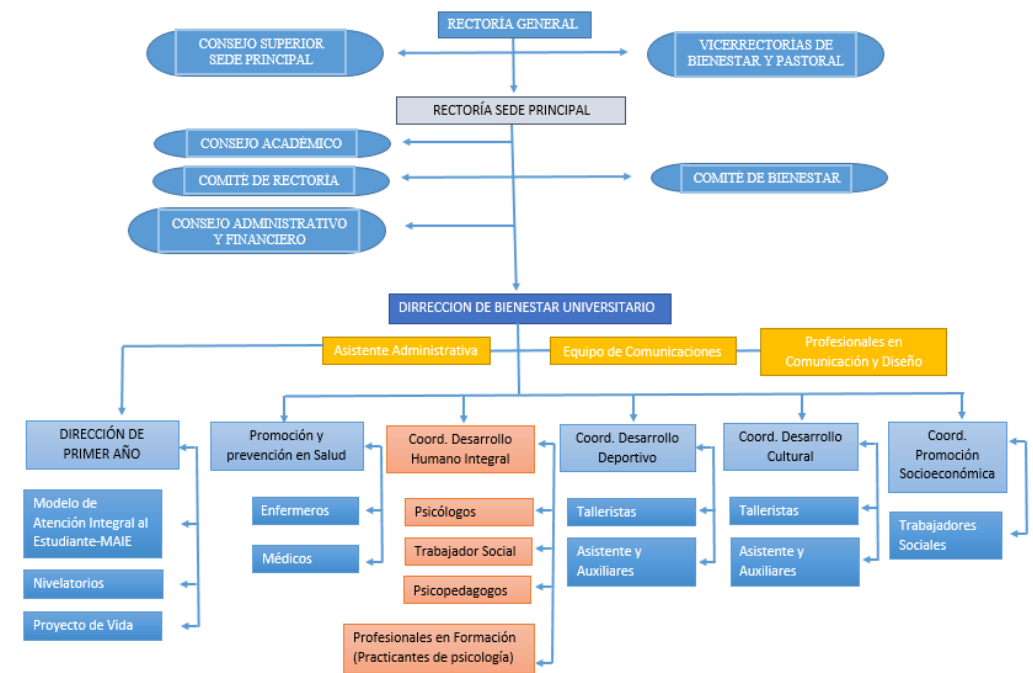 RECTORÍA GENERAL
CONSEJO SUPERIOR
SEDE PRINCIPAL
VICERRECTORÍAS DE
BIENESTAR Y PASTORAL
RECTORÍA SEDE PRINCIPAL
CONSEJO ACADÉMICO
COMITÉ DE RECTORÍA
COMITÉ DE BIENESTAR
CONSEJO ADMINISTRATIVO
Y FINANCIERO
DIRRECCION DE BIENESTAR UNIVERSITARIO
Asistente Administrativa
Equipo de Comunicaciones
Profesionales en
Comunicación y Diseño
DIRECCIÓN DE
PRIMER AÑO
Modelo de
Atención Integral al
Estudiante-MAIE
Nivelatorios
Proyecto de Vida
Promoción y
prevención en Salud
Enfermeros
Médicos
Coord. Desarrollo
Humano Integral
Psicólogos
Trabajador Social
Psicopedagogos
Profesionales en Formación
(Practicantes de psicología)
Coord. Desarrollo
Deportivo
Talleristas
Asistente y
Auxiliares
Coord. Desarrollo
Cultural
Talleristas
Asistente y
Auxiliares
Coord.
Promoción
Socioeconómica
Trabajadores
Sociales